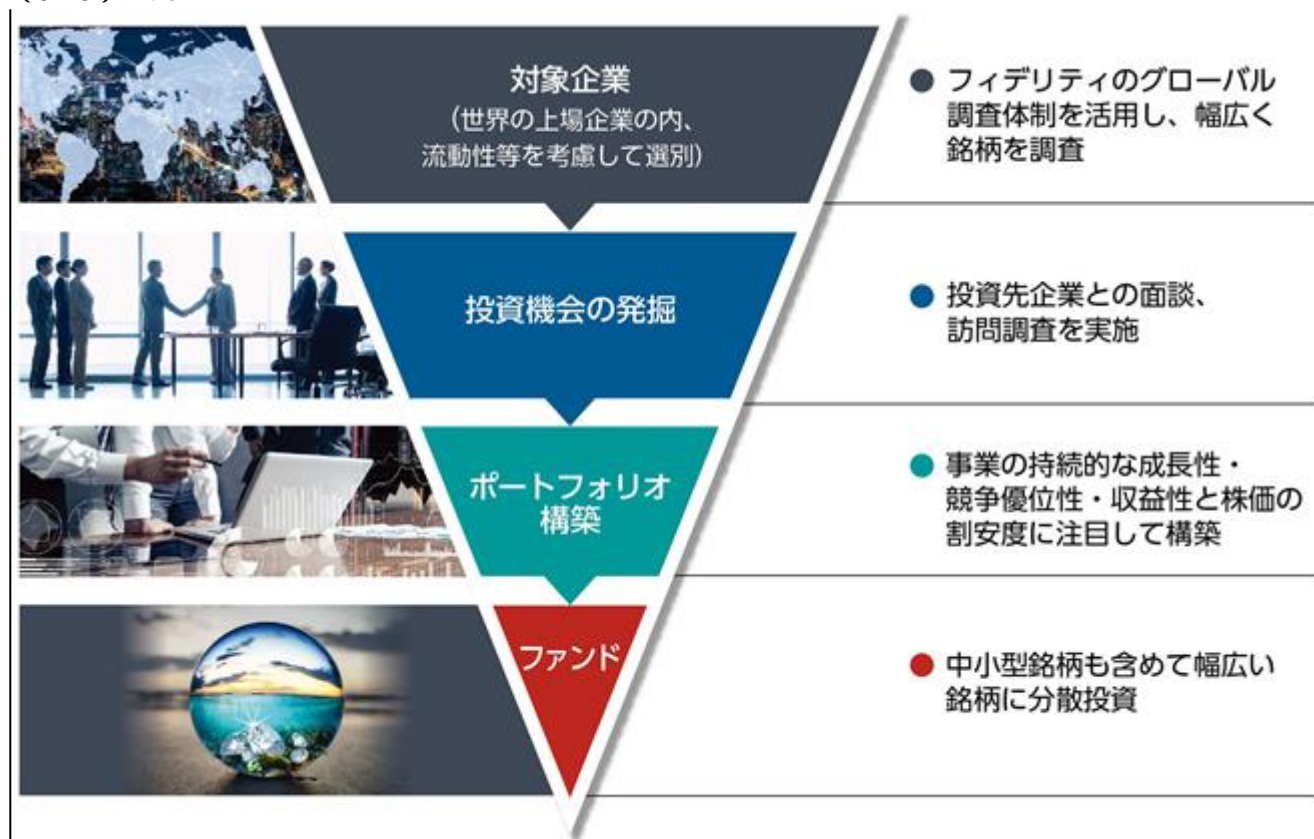 対象企業
（世界の上場企業の内、
流動性等を考慮して選別）
フィデリティのグローバル
調査体制を活用し、幅広く
銘柄を調査
投資機会の発掘
投資先企業との面談、
訪問調査を実施
ポートフォリオ
構築
事業の持続的な成長性・
競争優位性・収益性と株価の
割安度に注目して構築
ファンド
中小型銘柄も含めて幅広い
銘柄に分散投資